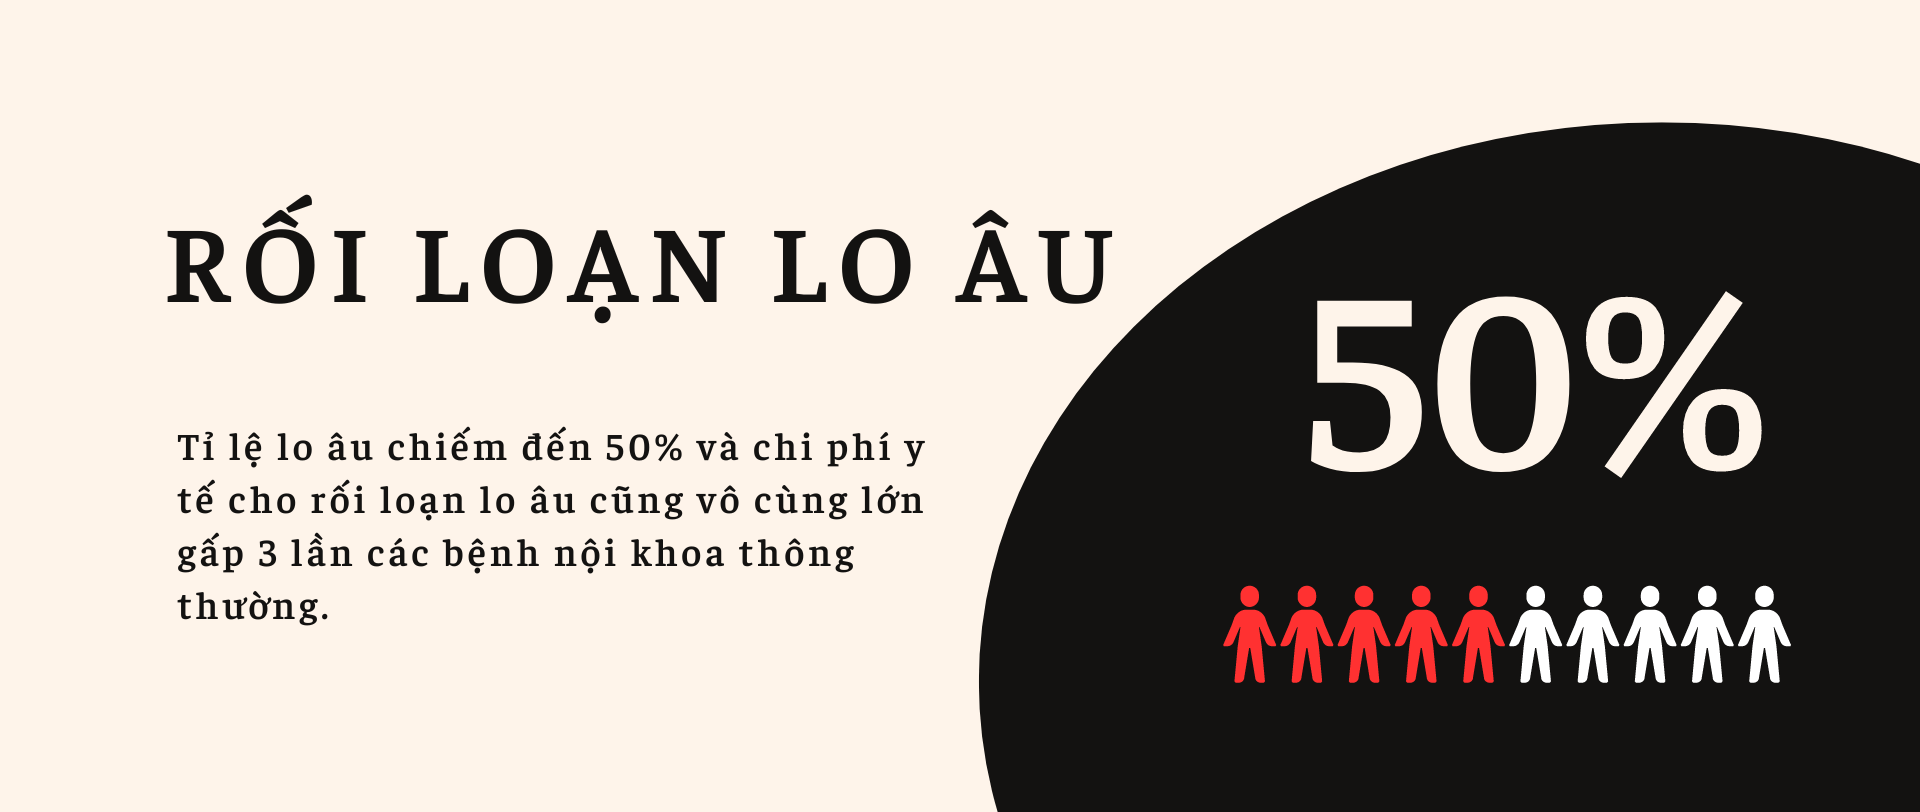 RỐI LOẠN LO ÂU
Tỉ lệ lo âu chiếm đến 50% và chi phí y
tế cho rối loạn lo âu cũng vô cùng lớn
gấp 3 lần các bệnh nội khoa thông
thường.
50%